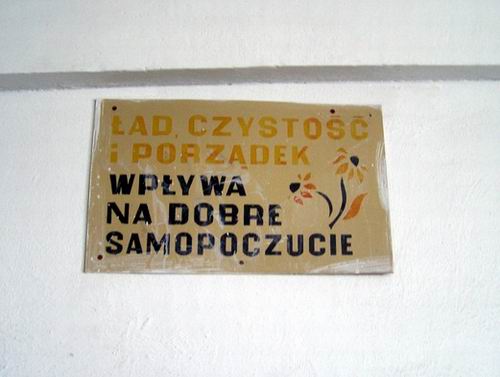 ŁAD, CZYSTOŚĆ
i PORZĄDEK
WPŁYWA
NA DOBRE
SAMOPOCZUCIE